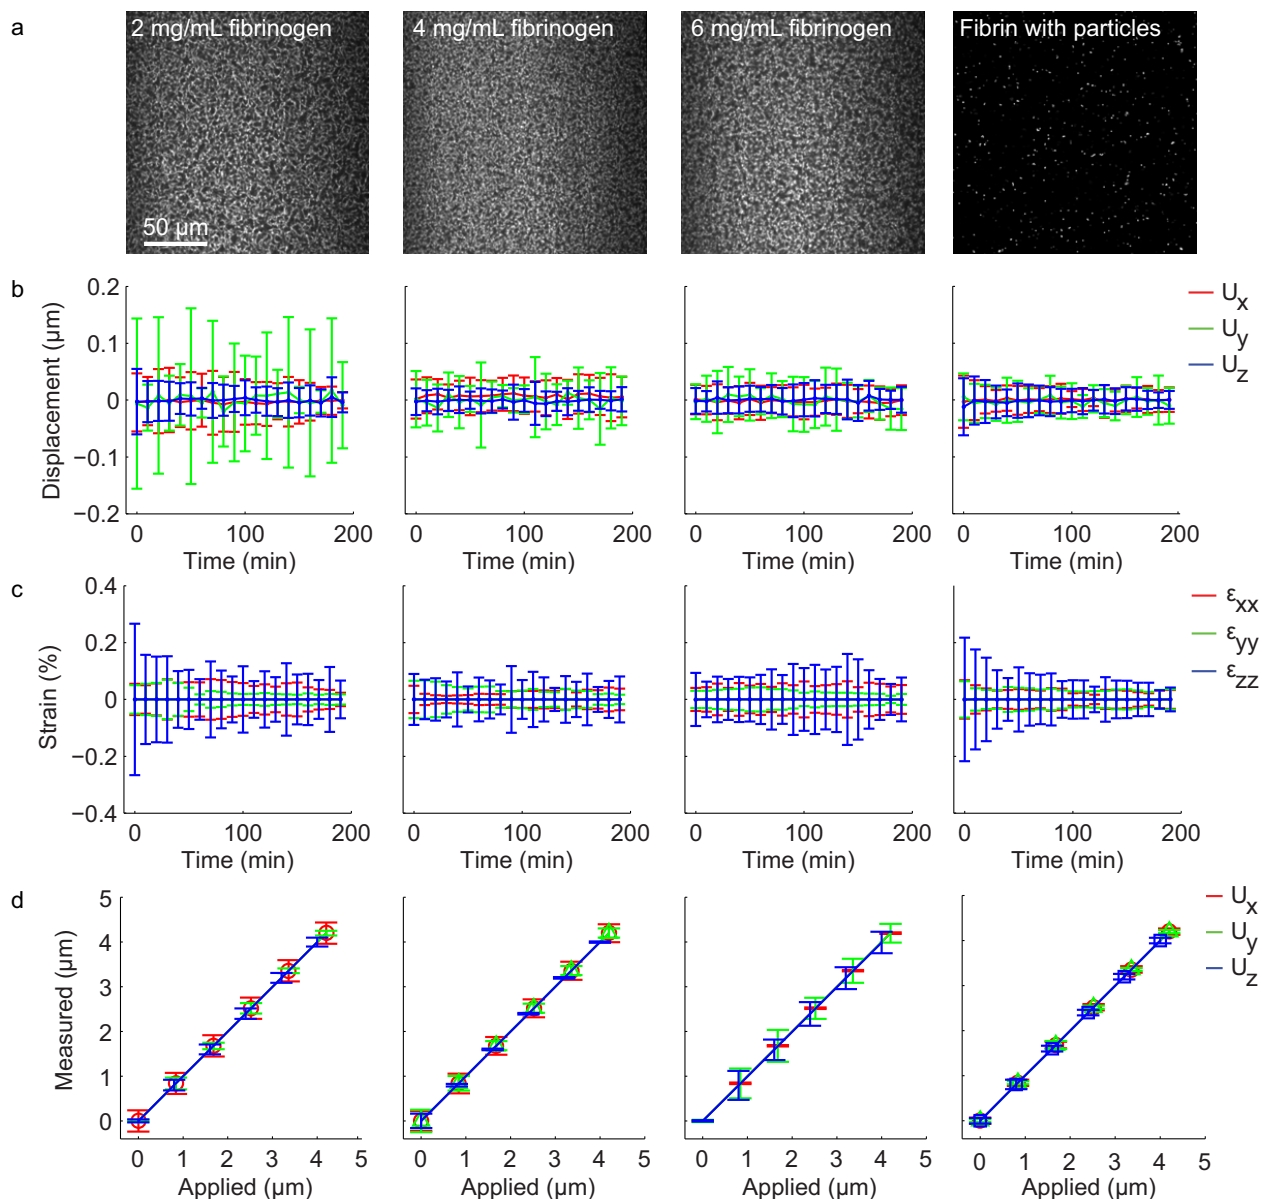 a
2 mg/mL fibrinogen
4 mg/mL fibrinogen
6 mg/mL fibrinogen
Fibrin with particles
50 μm
b
Displacement (μm)
0.2
0.1
0
−0.1
−0.2
0 100 200
Time (min)
0 100 200
Time (min)
0 100 200
Time (min)
0 100 200
Time (min)
Ux
Uy
Uz
c
Strain (%)
0.4
0.2
0
−0.2
−0.4
0 100 200
Time (min)
0 100 200
Time (min)
0 100 200
Time (min)
0 100 200
Time (min)
εxx
εyy
εzz
d
Measured (μm)
5
4
3
2
1
0
0 1 2 3 4 5
Applied (μm)
0 1 2 3 4 5
Applied (μm)
0 1 2 3 4 5
Applied (μm)
0 1 2 3 4 5
Applied (μm)
Ux
Uy
Uz